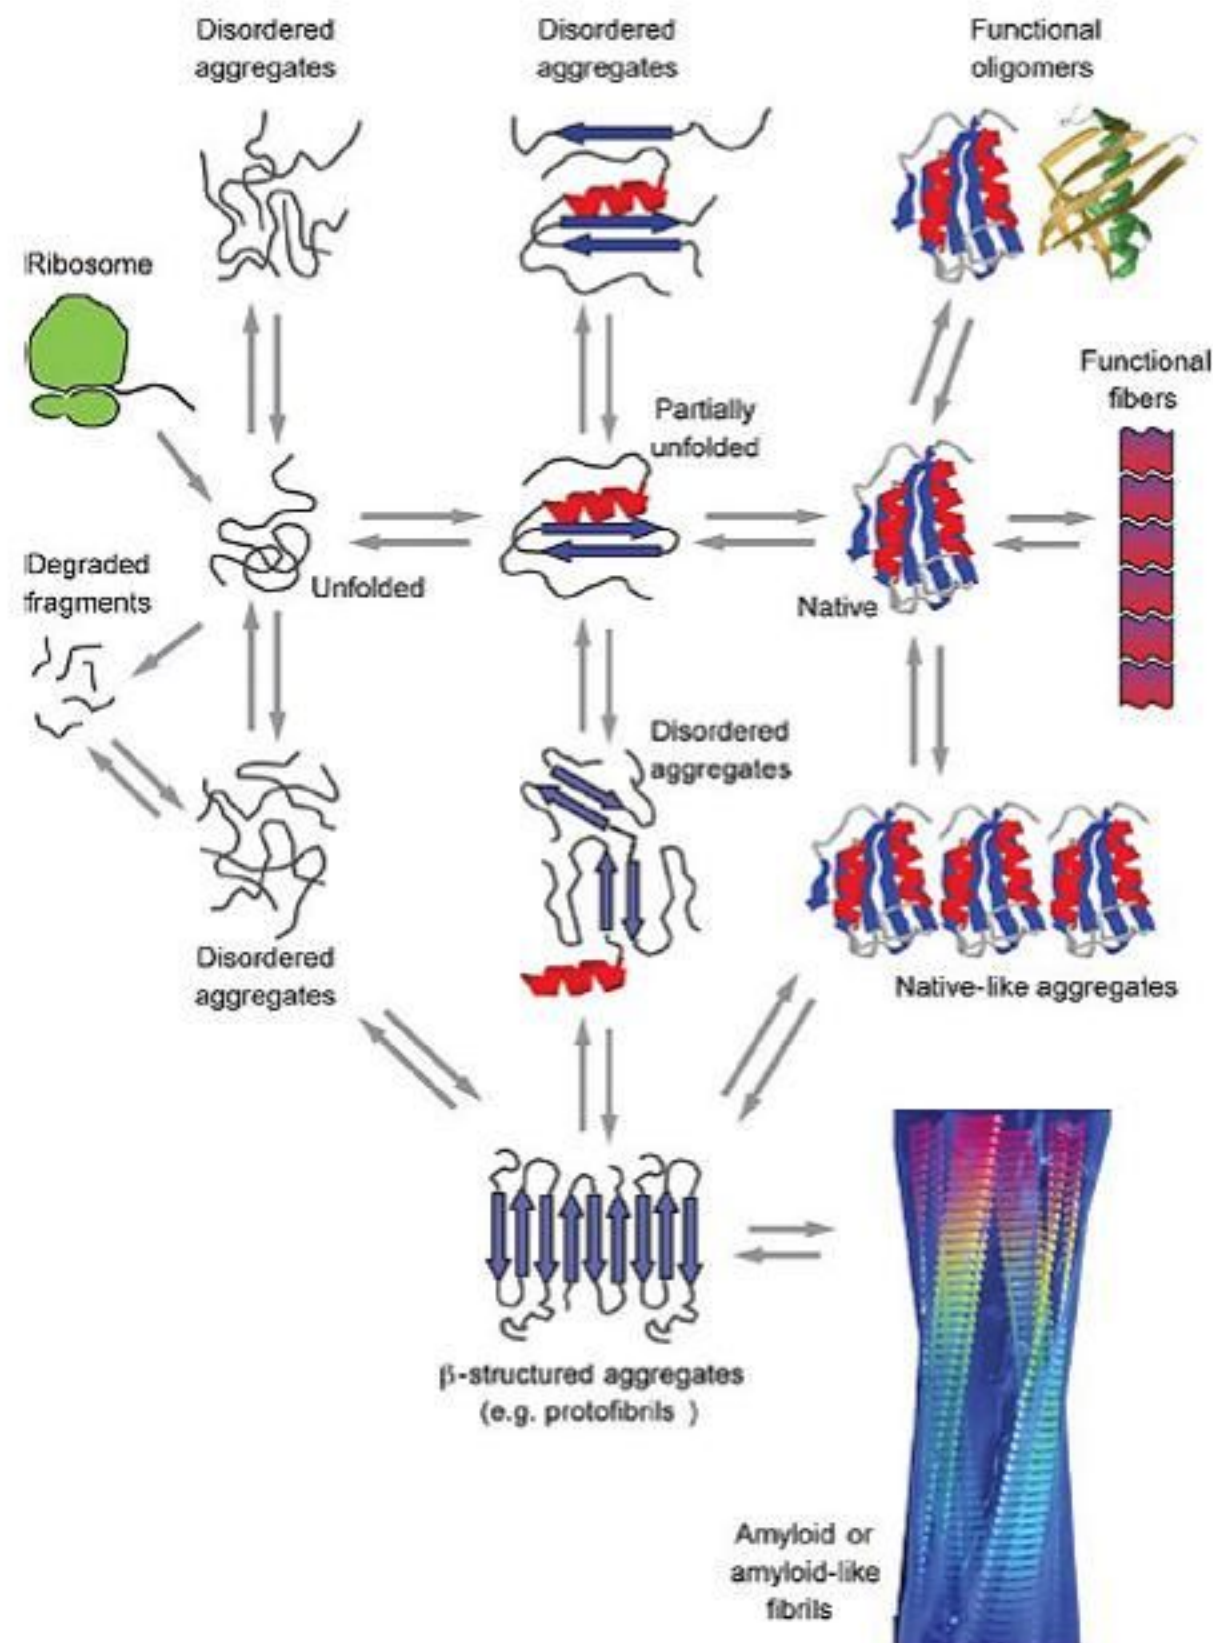 Disordered
aggregates
Disordered
aggregates
Functional
oligomers
Ribosome
Functional
fibers
Partially
unfolded
Degraded
fragments
Unfolded
Native
Disordered
aggregates
Disordered
aggregates
Native-like aggregates
β-structured aggregates
(e.g. protofibrils )
Amyloid or
amyloid-like
fibrils